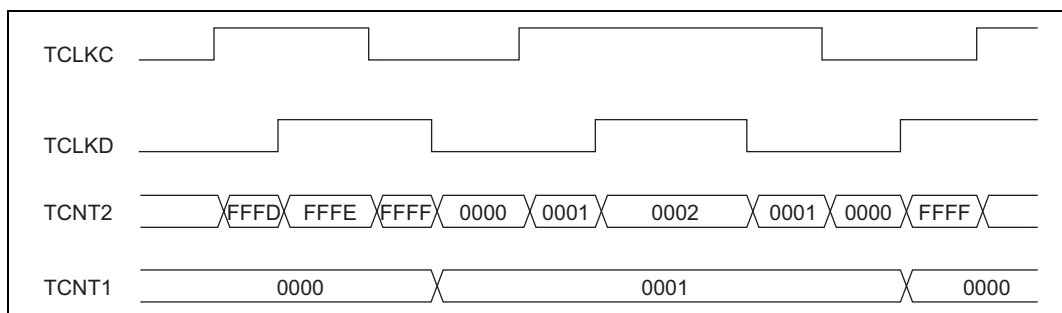 TCLKC
TCLKD
TCNT2 FFFD FFFE FFFF 0000 0001 0002 0001 0000 FFFF
TCNT1 0000 0001 0000